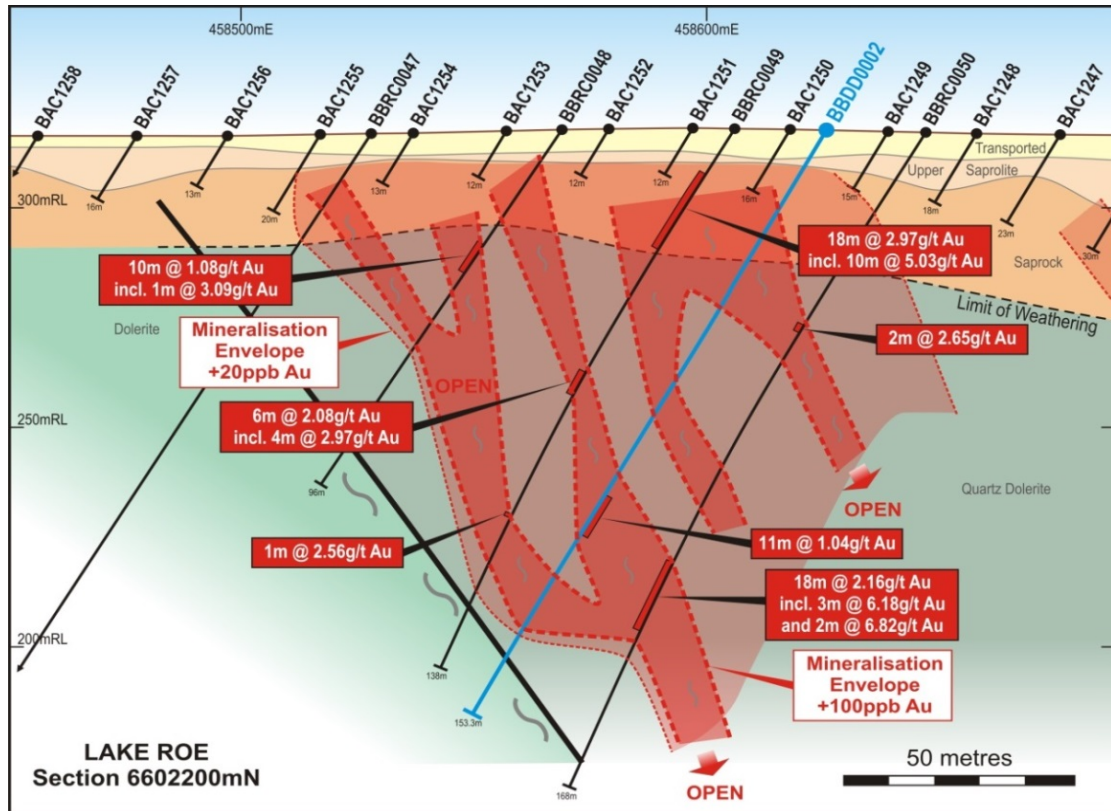 458500mE
458600mE
BAC1258
BAC1257
BAC1256
BAC1255
BBRC0047
BAC1254
BAC1253
BBRC0048
BAC1252
BAC1251
BBRC0049
BAC1250
BBDD0002
BAC1249
BBRC0050
BAC1248
BAC1247
Transported
Upper Saprolite
16m
13m
20m
13m
12m
12m
12m
16m
15m
18m
23m
30m
300mRL
18m @ 2.97g/t Au
incl. 10m @ 5.03g/t Au
Saprock
10m @ 1.08g/t Au
incl. 1m @ 3.09g/t Au
Limit of Weathering
Dolerite
Mineralisation
Envelope
+20ppb Au
2m @ 2.65g/t Au
OPEN
6m @ 2.08g/t Au
incl. 4m @ 2.97g/t Au
250mRL
96m
Quartz Dolerite
OPEN
1m @ 2.56g/t Au
11m @ 1.04g/t Au
18m @ 2.16g/t Au
incl. 3m @ 6.18g/t Au
and 2m @ 6.82g/t Au
200mRL
138m
Mineralisation
Envelope
+100ppb Au
153.3m
LAKE ROE
Section 6602200mN
168m
OPEN
50 metres